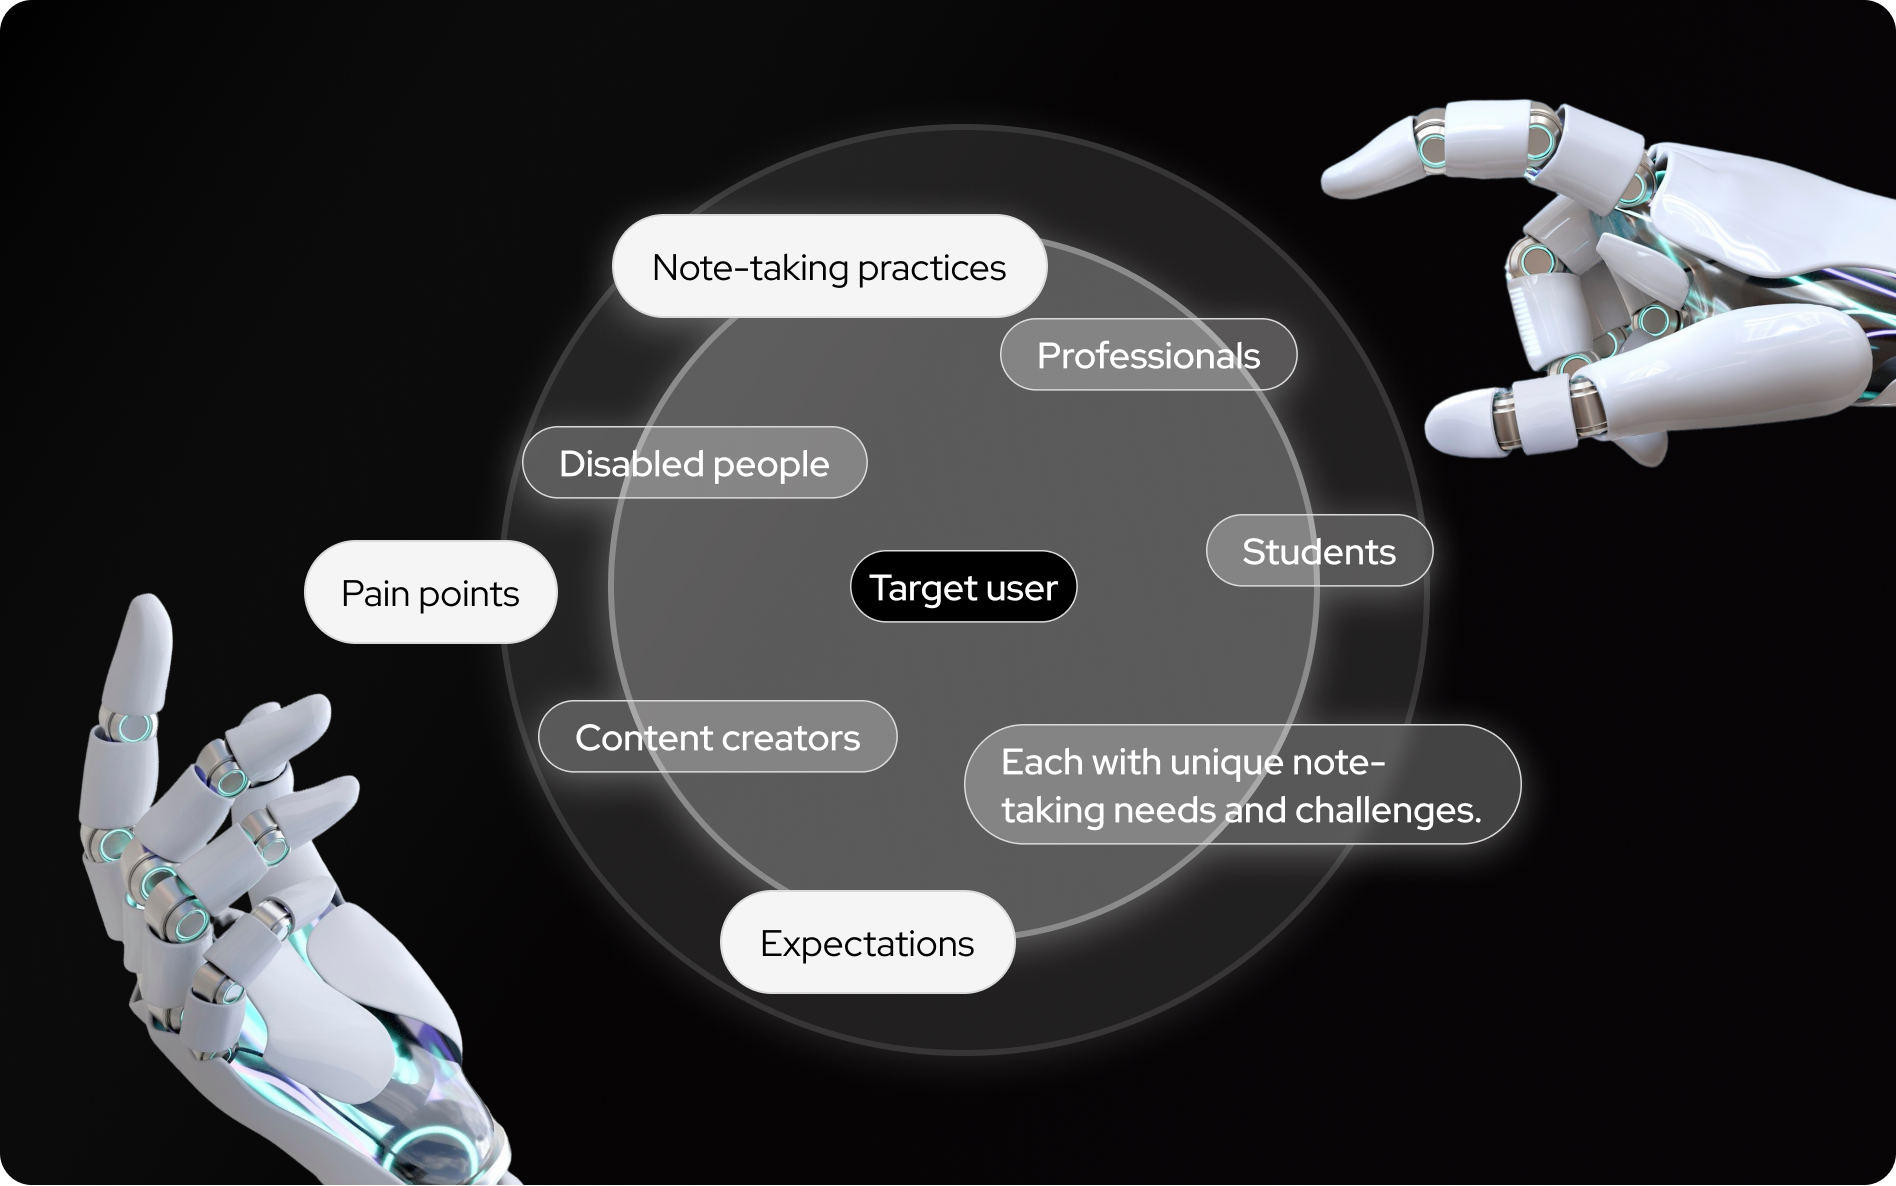 Note-taking practices
Professionals
Disabled people
Students
Pain points
Target user
Content creators
Each with unique note-
taking needs and challenges.
Expectations